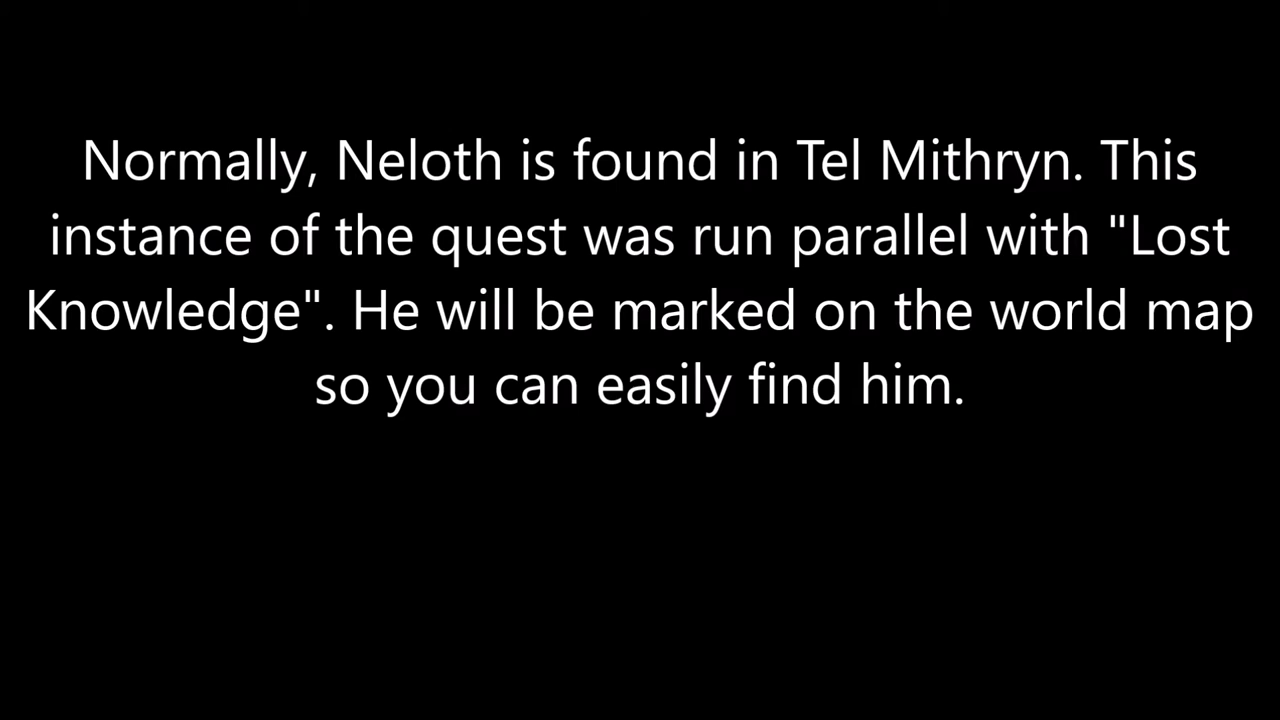 Normally, Neloth is found in Tel Mithryn. This
instance of the quest was run parallel with "Lost
Knowledge". He will be marked on the world map
so you can easily find him.